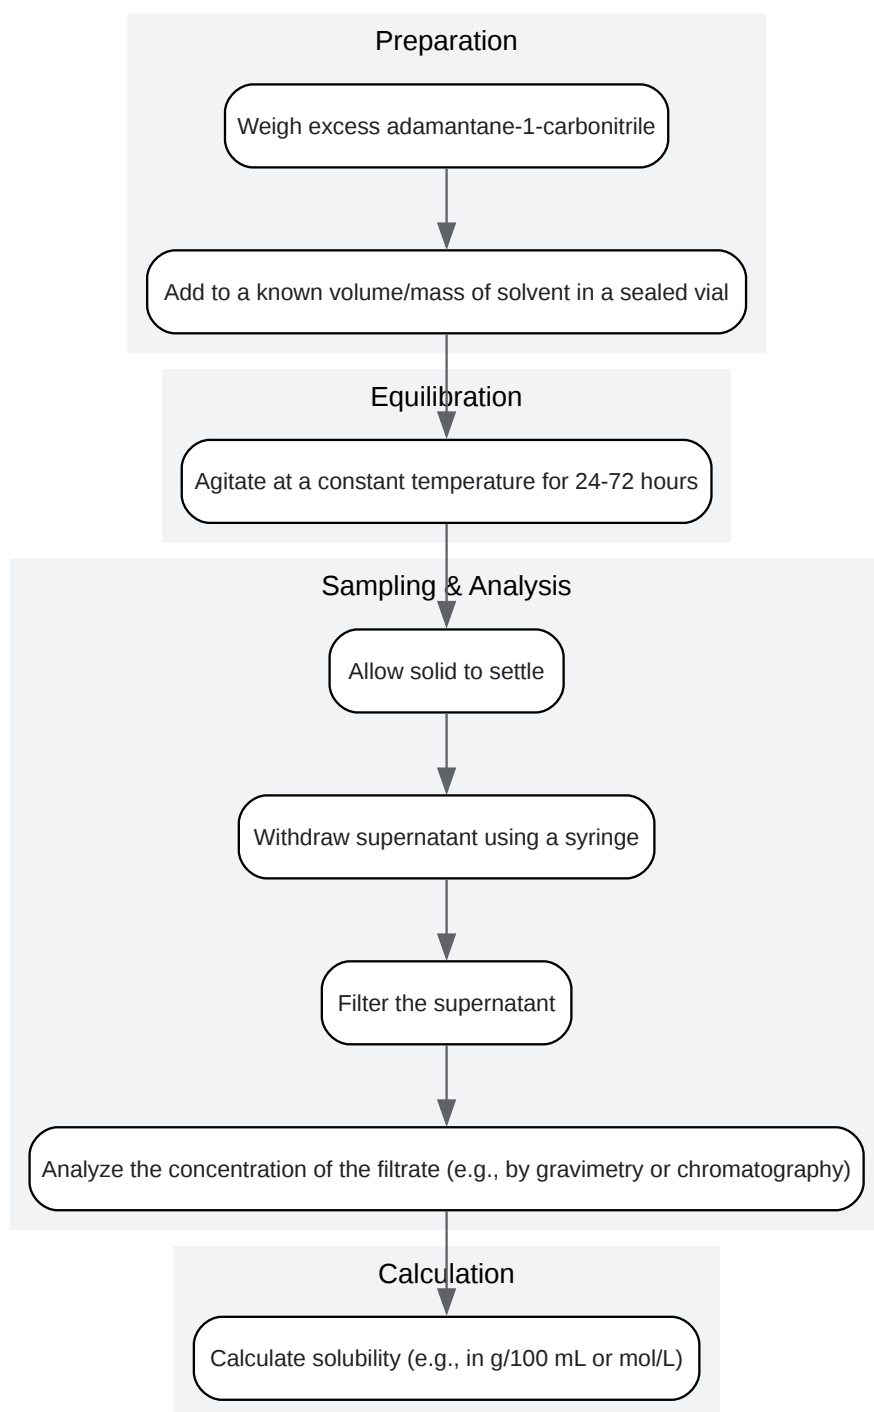 Preparation
Weigh excess adamantane-1-carbonitrile
Add to a known volume/mass of solvent in a sealed vial
Equilibration
Agitate at a constant temperature for 24-72 hours
Sampling & Analysis
Allow solid to settle
Withdraw supernatant using a syringe
Filter the supernatant
Analyze the concentration of the filtrate (e.g., by gravimetry or chromatography)
Calculation
Calculate solubility (e.g., in g/100 mL or mol/L)